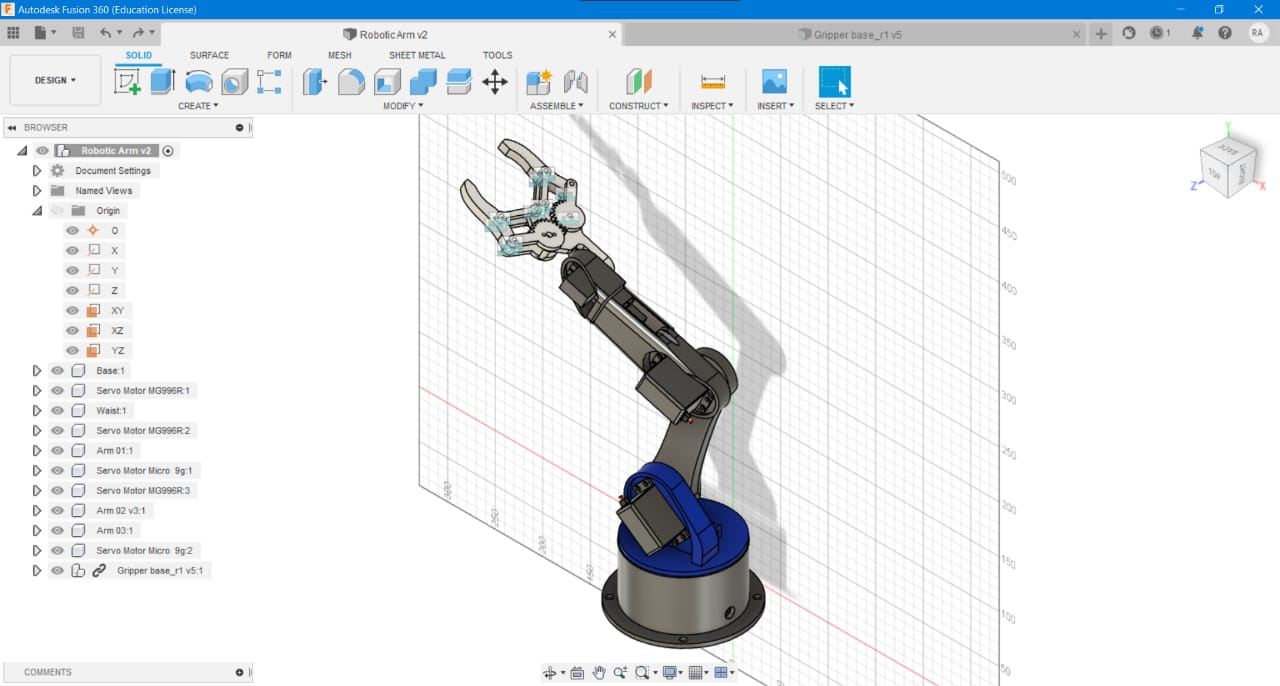 Autodesk Fusion 360 (Education License)
Robotic Arm v2
Gripper base_r1 v5
1
RA
SOLID SURFACE FORM MESH SHEET METAL TOOLS
DESIGN
CREATE MODIFY ASSEMBLE CONSTRUCT INSPECT INSERT SELECT
BROWSER
Robotic Arm v2
Document Settings
Named Views
Origin
O
X
Y
Z
XY
XZ
YZ
Base:1
Servo Motor MG996R:1
Waist:1
Servo Motor MG996R:2
Arm 01:1
Servo Motor Micro 9g:1
Servo Motor MG996R:3
Arm 02 v3:1
Arm 03:1
Servo Motor Micro 9g:2
Gripper base_r1 v5:1
Y
BACK
TOP
Z
X
500
450
400
350
300
250
200
150
100
50
300
250
200
150
COMMENTS